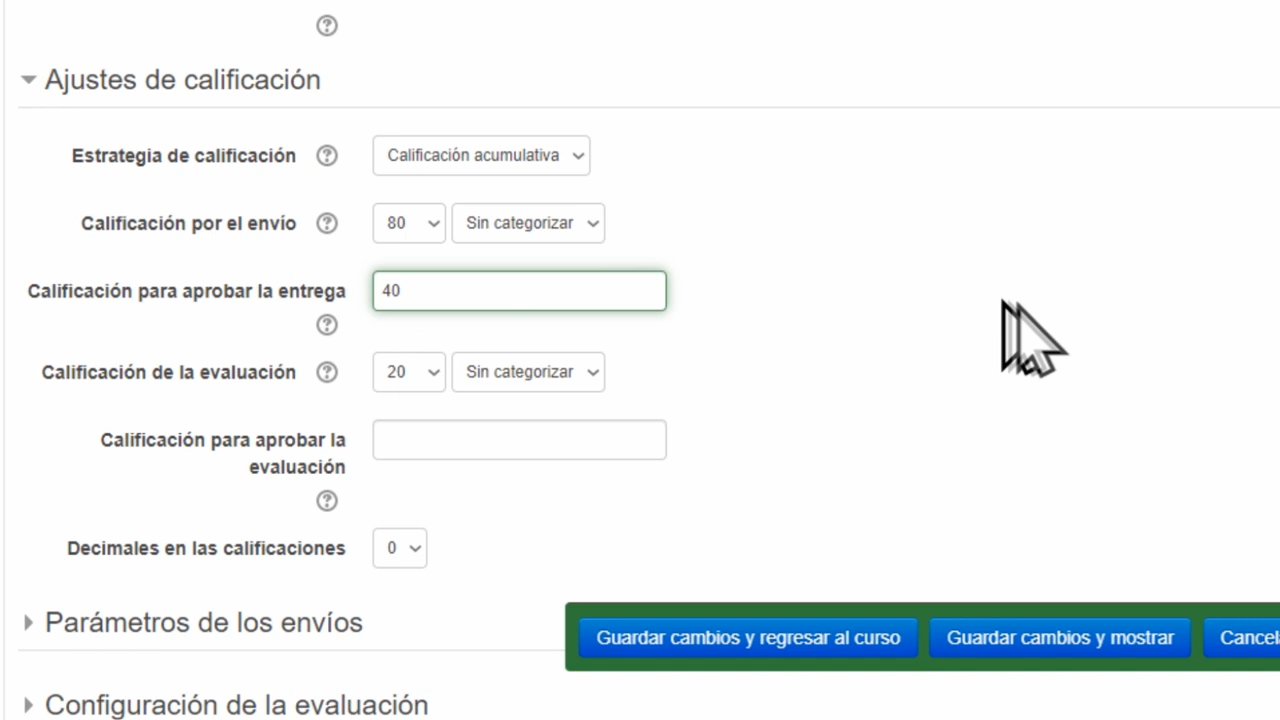 Ajustes de calificación
Estrategia de calificación Calificación acumulativa
Calificación por el envío 80 Sin categorizar
Calificación para aprobar la entrega 40
Calificación de la evaluación 20 Sin categorizar
Calificación para aprobar la
evaluación
Decimales en las calificaciones 0
Parámetros de los envíos
Guardar cambios y regresar al curso Guardar cambios y mostrar Cancel
Configuración de la evaluación